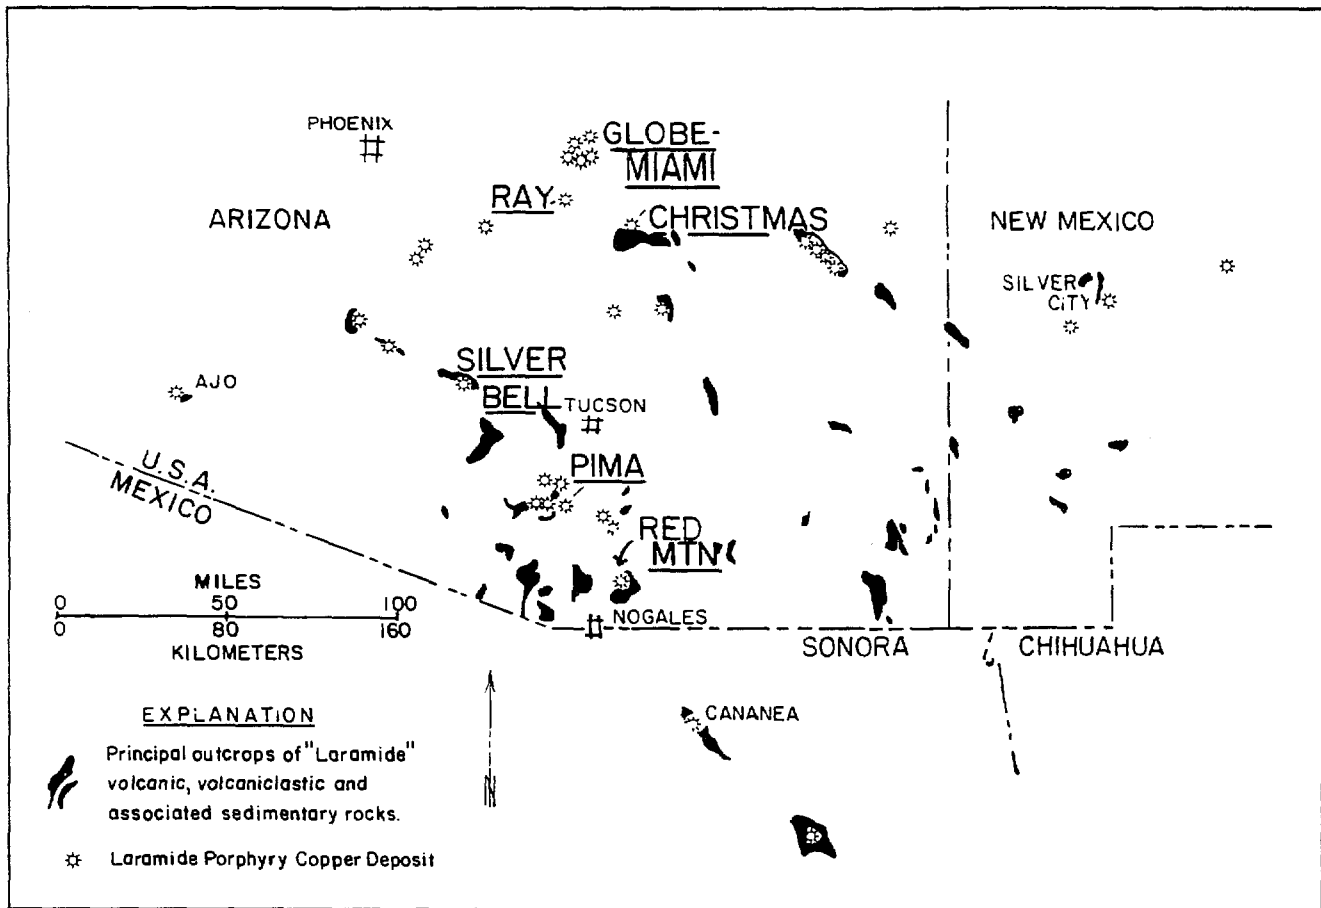 PHOENIX
GLOBE-
MIAMI
RAY
CHRISTMAS
ARIZONA
NEW MEXICO
SILVER
CITY
SILVER
BELL
TUCSON
AJO
PIMA
U.S.A.
MEXICO
RED
MTN
MILES
0 50 100
0 80 160
KILOMETERS
NOGALES
SONORA
CHIHUAHUA
CANANEA
N
EXPLANATION
Principal outcrops of "Laramide"
volcanic, volcaniclastic and
associated sedimentary rocks.
Laramide Porphyry Copper Deposit